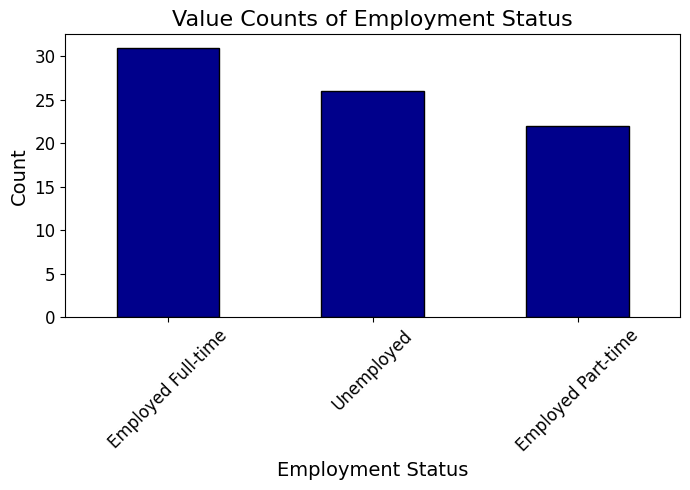 Value Counts of Employment Status
30
25
20
15
10
5
0
Count
Employed Full-time
Unemployed
Employed Part-time
Employment Status